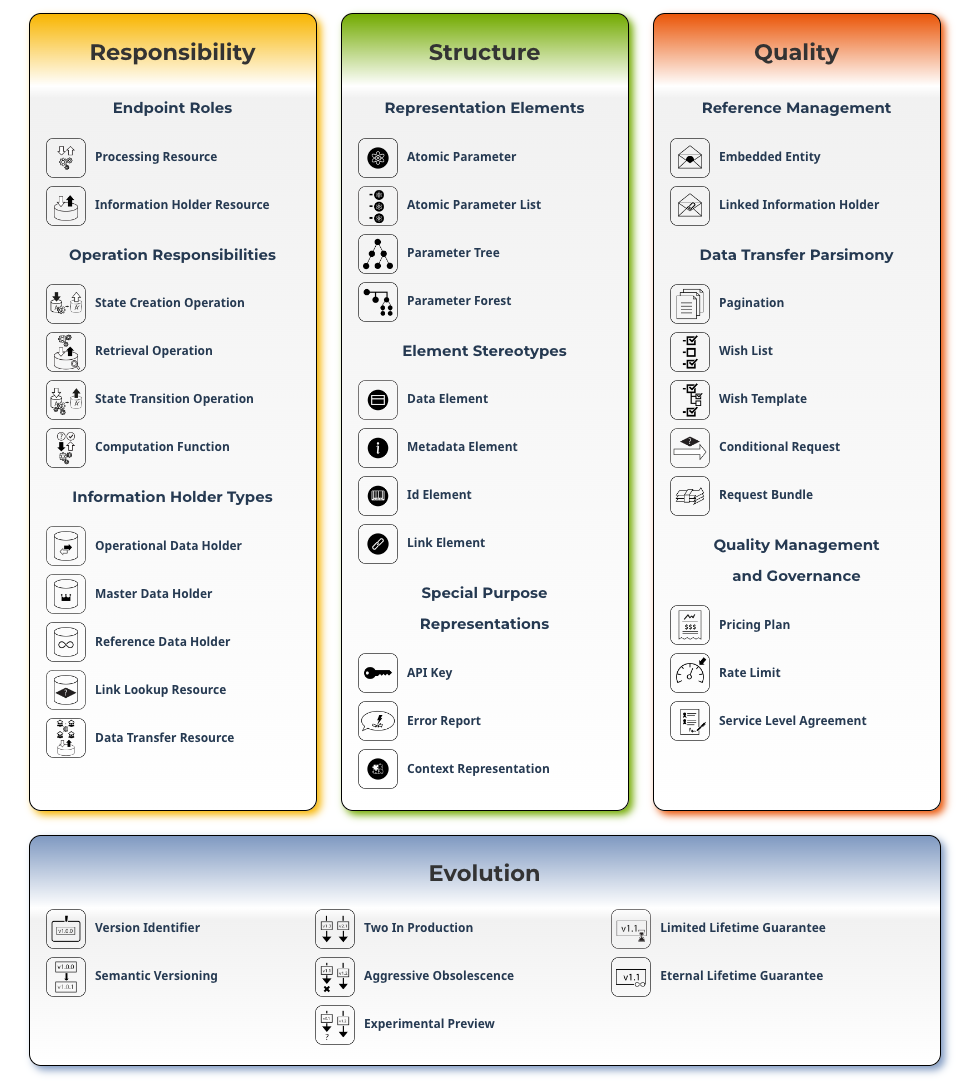 Responsibility
Endpoint Roles
Processing Resource
Information Holder Resource
Operation Responsibilities
State Creation Operation
Retrieval Operation
State Transition Operation
Computation Function
Information Holder Types
Operational Data Holder
Master Data Holder
Reference Data Holder
Link Lookup Resource
Data Transfer Resource
Structure
Representation Elements
Atomic Parameter
Atomic Parameter List
Parameter Tree
Parameter Forest
Element Stereotypes
Data Element
Metadata Element
Id Element
Link Element
Special Purpose
Representations
API Key
Error Report
Context Representation
Quality
Reference Management
Embedded Entity
Linked Information Holder
Data Transfer Parsimony
Pagination
Wish List
Wish Template
Conditional Request
Request Bundle
Quality Management
and Governance
$$$
Pricing Plan
Rate Limit
Service Level Agreement
Evolution
v1.0.0
Version Identifier
v1.0.0
v1.0.1
Semantic Versioning
Two In Production
Aggressive Obsolescence
?
Experimental Preview
v1.1
Limited Lifetime Guarantee
v1.1
Eternal Lifetime Guarantee